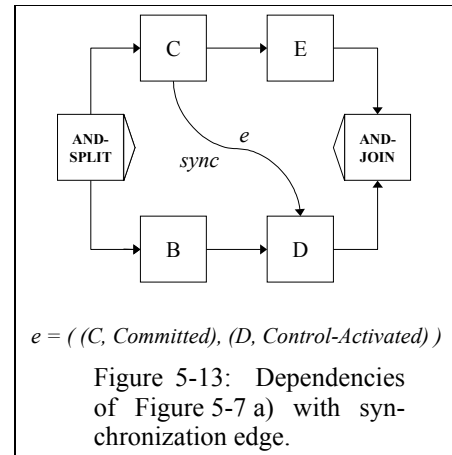 C
E
AND-
SPLIT
e
sync
AND-
JOIN
B
D
e = ( (C, Committed), (D, Control-Activated) )
Figure 5-13: Dependencies
of Figure 5-7 a) with syn-
chronization edge.